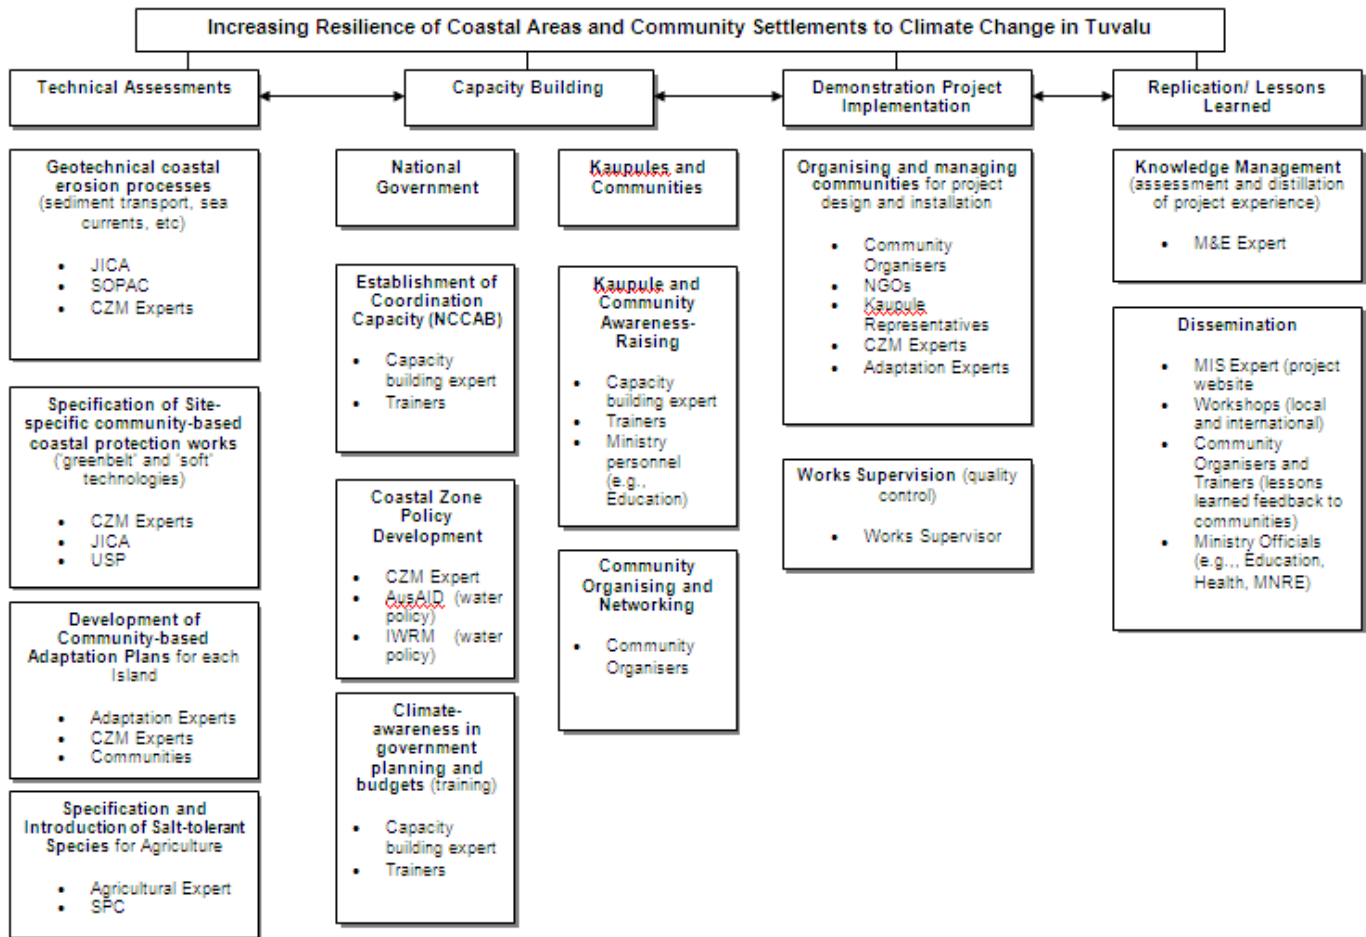 Increasing Resilience of Coastal Areas and Community Settlements to Climate Change in Tuvalu
Technical Assessments
Capacity Building
Demonstration Project
Implementation
Replication/ Lessons
Learned
Geotechnical coastal
erosion processes
(sediment transport, sea
currents, etc)
• JICA
• SOPAC
• CZM Experts
Specification of Site-
specific community-based
coastal protection works
('greenbelt' and 'soft'
technologies)
• CZM Experts
• JICA
• USP
Development of
Community-based
Adaptation Plans for each
Island
• Adaptation Experts
• CZM Experts
• Communities
Specification and
Introduction of Salt-tolerant
Species for Agriculture
• Agricultural Expert
• SPC
National
Government
Establishment of
Coordination
Capacity (NCCAB)
• Capacity
building expert
• Trainers
Coastal Zone
Policy
Development
• CZM Expert
• AusAID (water
policy)
• IWRM (water
policy)
Climate-
awareness in
government
planning and
budgets (training)
• Capacity
building expert
• Trainers
Kaupules and
Communities
Kaupule and
Community
Awareness-
Raising
• Capacity
building expert
• Trainers
• Ministry
personnel
(e.g.,
Education)
Community
Organising and
Networking
• Community
Organisers
Organising and managing
communities for project
design and installation
• Community
Organisers
• NGOs
• Kaupule
Representatives
• CZM Experts
• Adaptation Experts
Works Supervision (quality
control)
• Works Supervisor
Knowledge Management
(assessment and distillation
of project experience)
• M&E Expert
Dissemination
• MIS Expert (project
website
• Workshops (local
and international)
• Community
Organisers and
Trainers (lessons
learned feedback to
communities)
• Ministry Officials
(e.g.,., Education,
Health, MNRE)